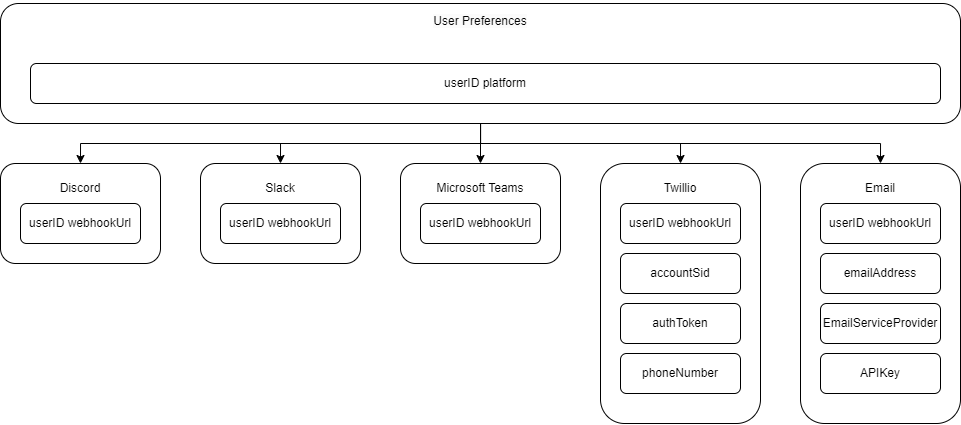 User Preferences
userID platform
Discord
userID webhookUrl
Slack
userID webhookUrl
Microsoft Teams
userID webhookUrl
Twillio
userID webhookUrl
accountSid
authToken
phoneNumber
Email
userID webhookUrl
emailAddress
EmailServiceProvider
APIKey